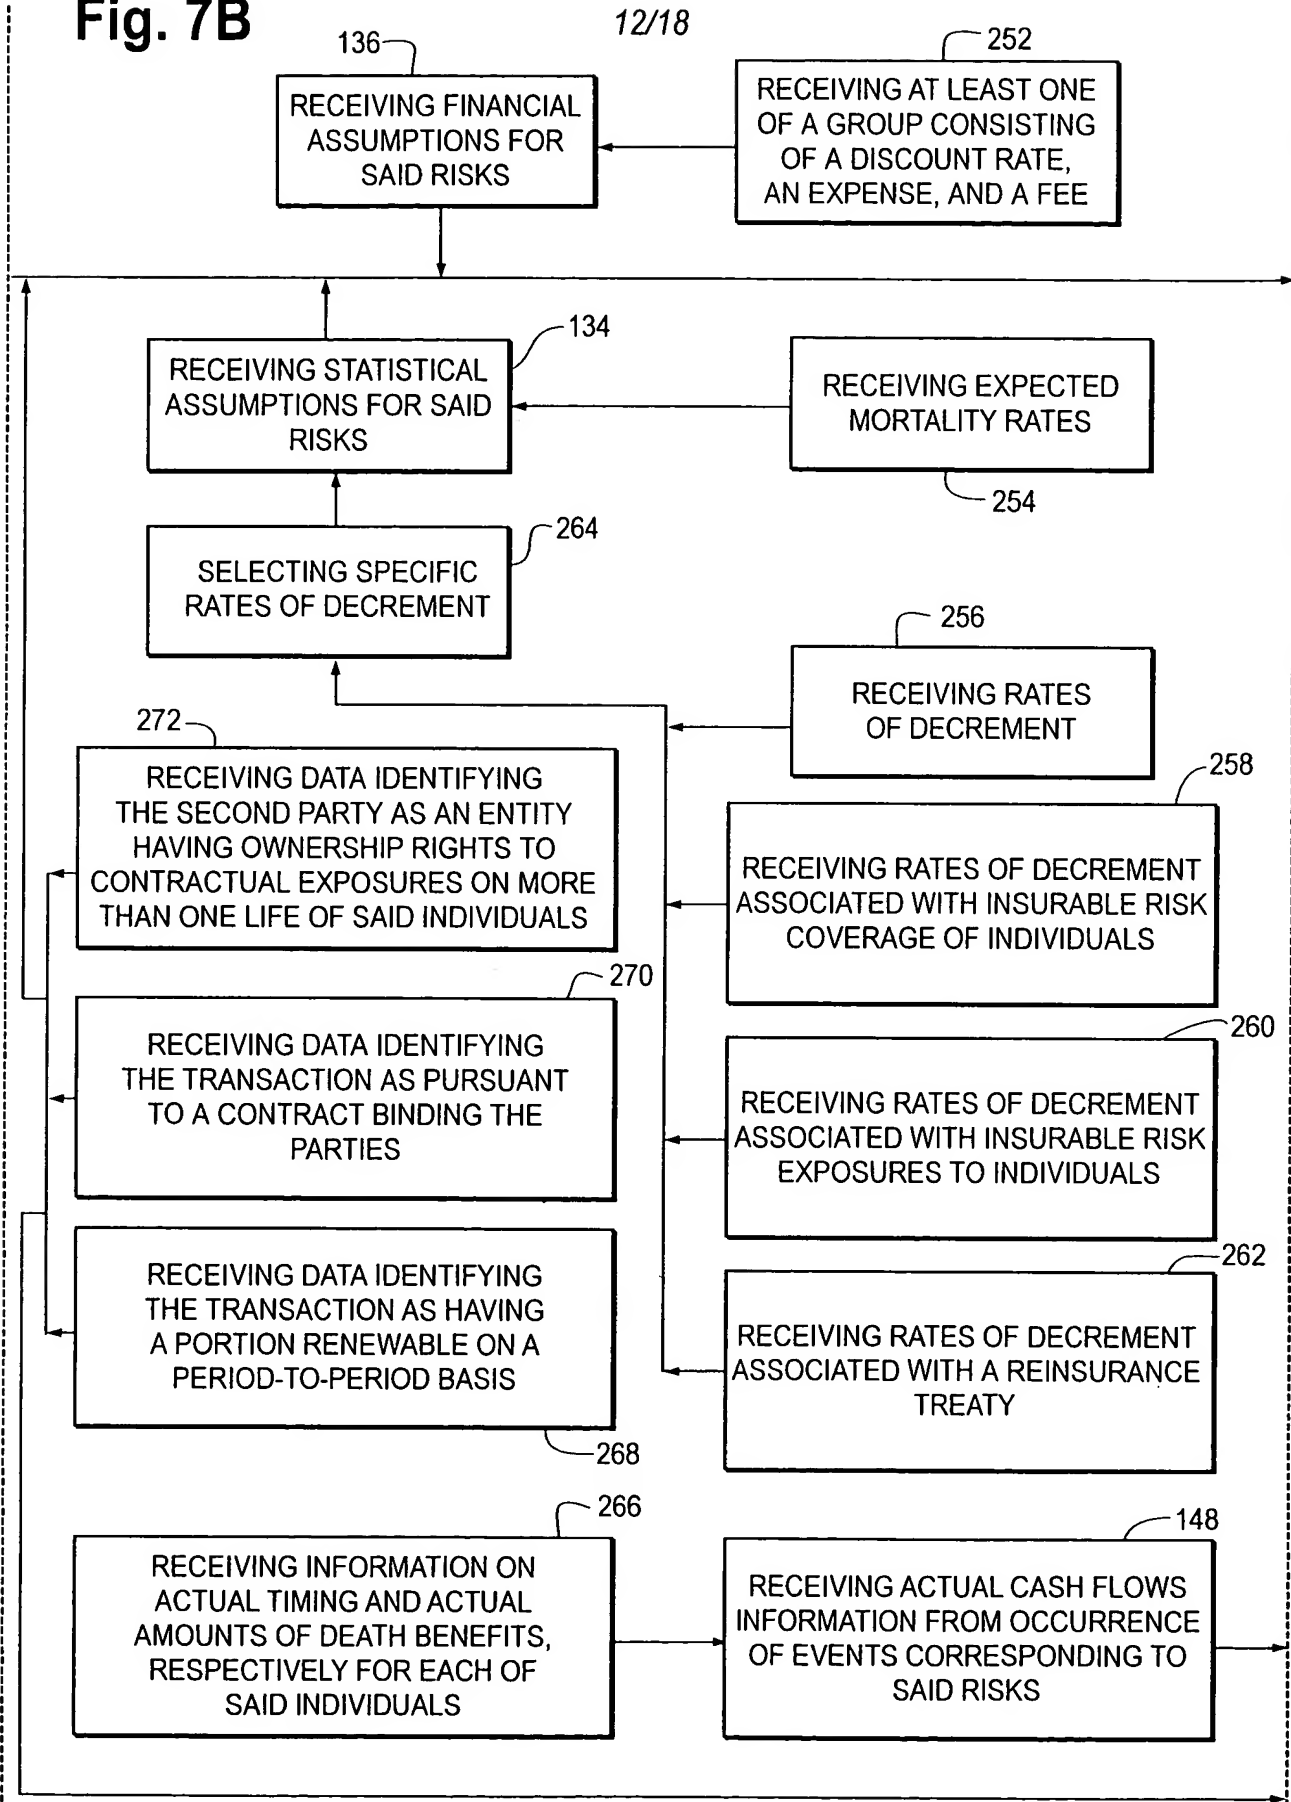 Fig. 7B
12/18
136
252
RECEIVING FINANCIAL
ASSUMPTIONS FOR
SAID RISKS
RECEIVING AT LEAST ONE
OF A GROUP CONSISTING
OF A DISCOUNT RATE,
AN EXPENSE, AND A FEE
134
RECEIVING STATISTICAL
ASSUMPTIONS FOR SAID
RISKS
RECEIVING EXPECTED
MORTALITY RATES
254
264
SELECTING SPECIFIC
RATES OF DECREMENT
256
RECEIVING RATES
OF DECREMENT
272
RECEIVING DATA IDENTIFYING
THE SECOND PARTY AS AN ENTITY
HAVING OWNERSHIP RIGHTS TO
CONTRACTUAL EXPOSURES ON MORE
THAN ONE LIFE OF SAID INDIVIDUALS
258
RECEIVING RATES OF DECREMENT
ASSOCIATED WITH INSURABLE RISK
COVERAGE OF INDIVIDUALS
270
RECEIVING DATA IDENTIFYING
THE TRANSACTION AS PURSUANT
TO A CONTRACT BINDING THE
PARTIES
260
RECEIVING RATES OF DECREMENT
ASSOCIATED WITH INSURABLE RISK
EXPOSURES TO INDIVIDUALS
RECEIVING DATA IDENTIFYING
THE TRANSACTION AS HAVING
A PORTION RENEWABLE ON A
PERIOD-TO-PERIOD BASIS
268
262
RECEIVING RATES OF DECREMENT
ASSOCIATED WITH A REINSURANCE
TREATY
266
RECEIVING INFORMATION ON
ACTUAL TIMING AND ACTUAL
AMOUNTS OF DEATH BENEFITS,
RESPECTIVELY FOR EACH OF
SAID INDIVIDUALS
148
RECEIVING ACTUAL CASH FLOWS
INFORMATION FROM OCCURRENCE
OF EVENTS CORRESPONDING TO
SAID RISKS